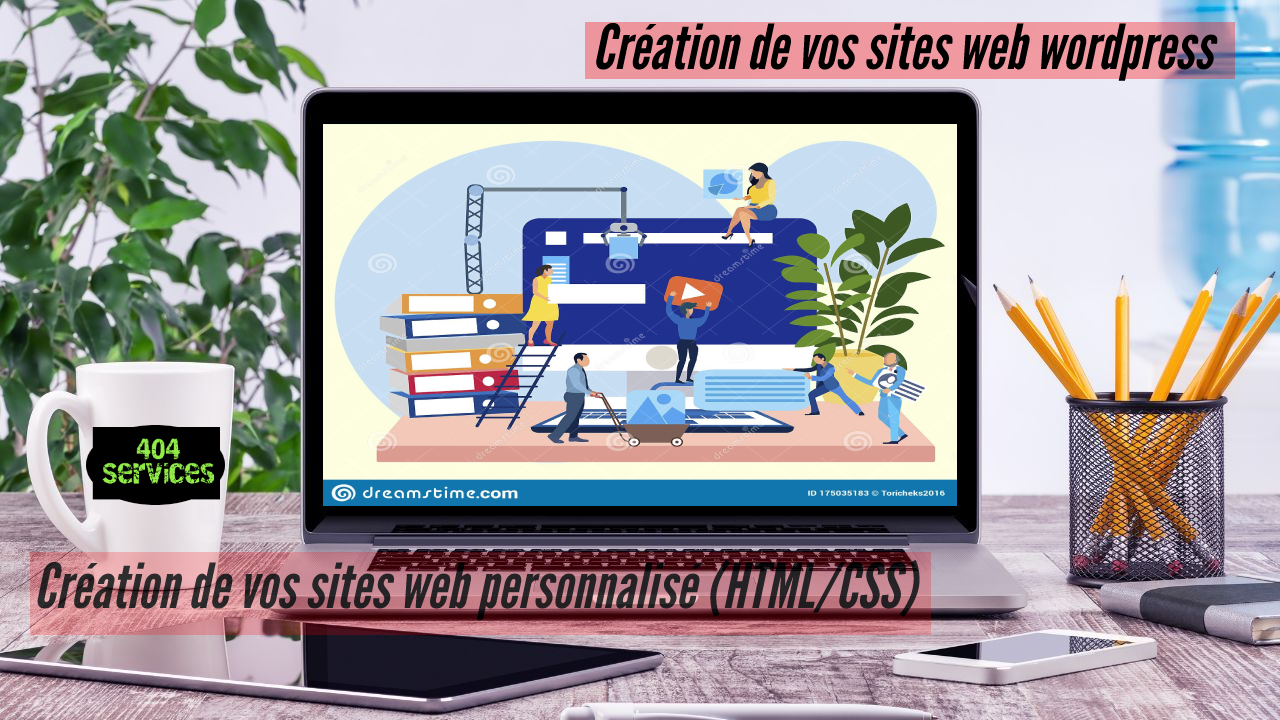 Création de vos sites web wordpress
404
services
dreamstime.com
ID 175035183 © Toricheks2016
Création de vos sites web personnalisé (HTML/CSS)